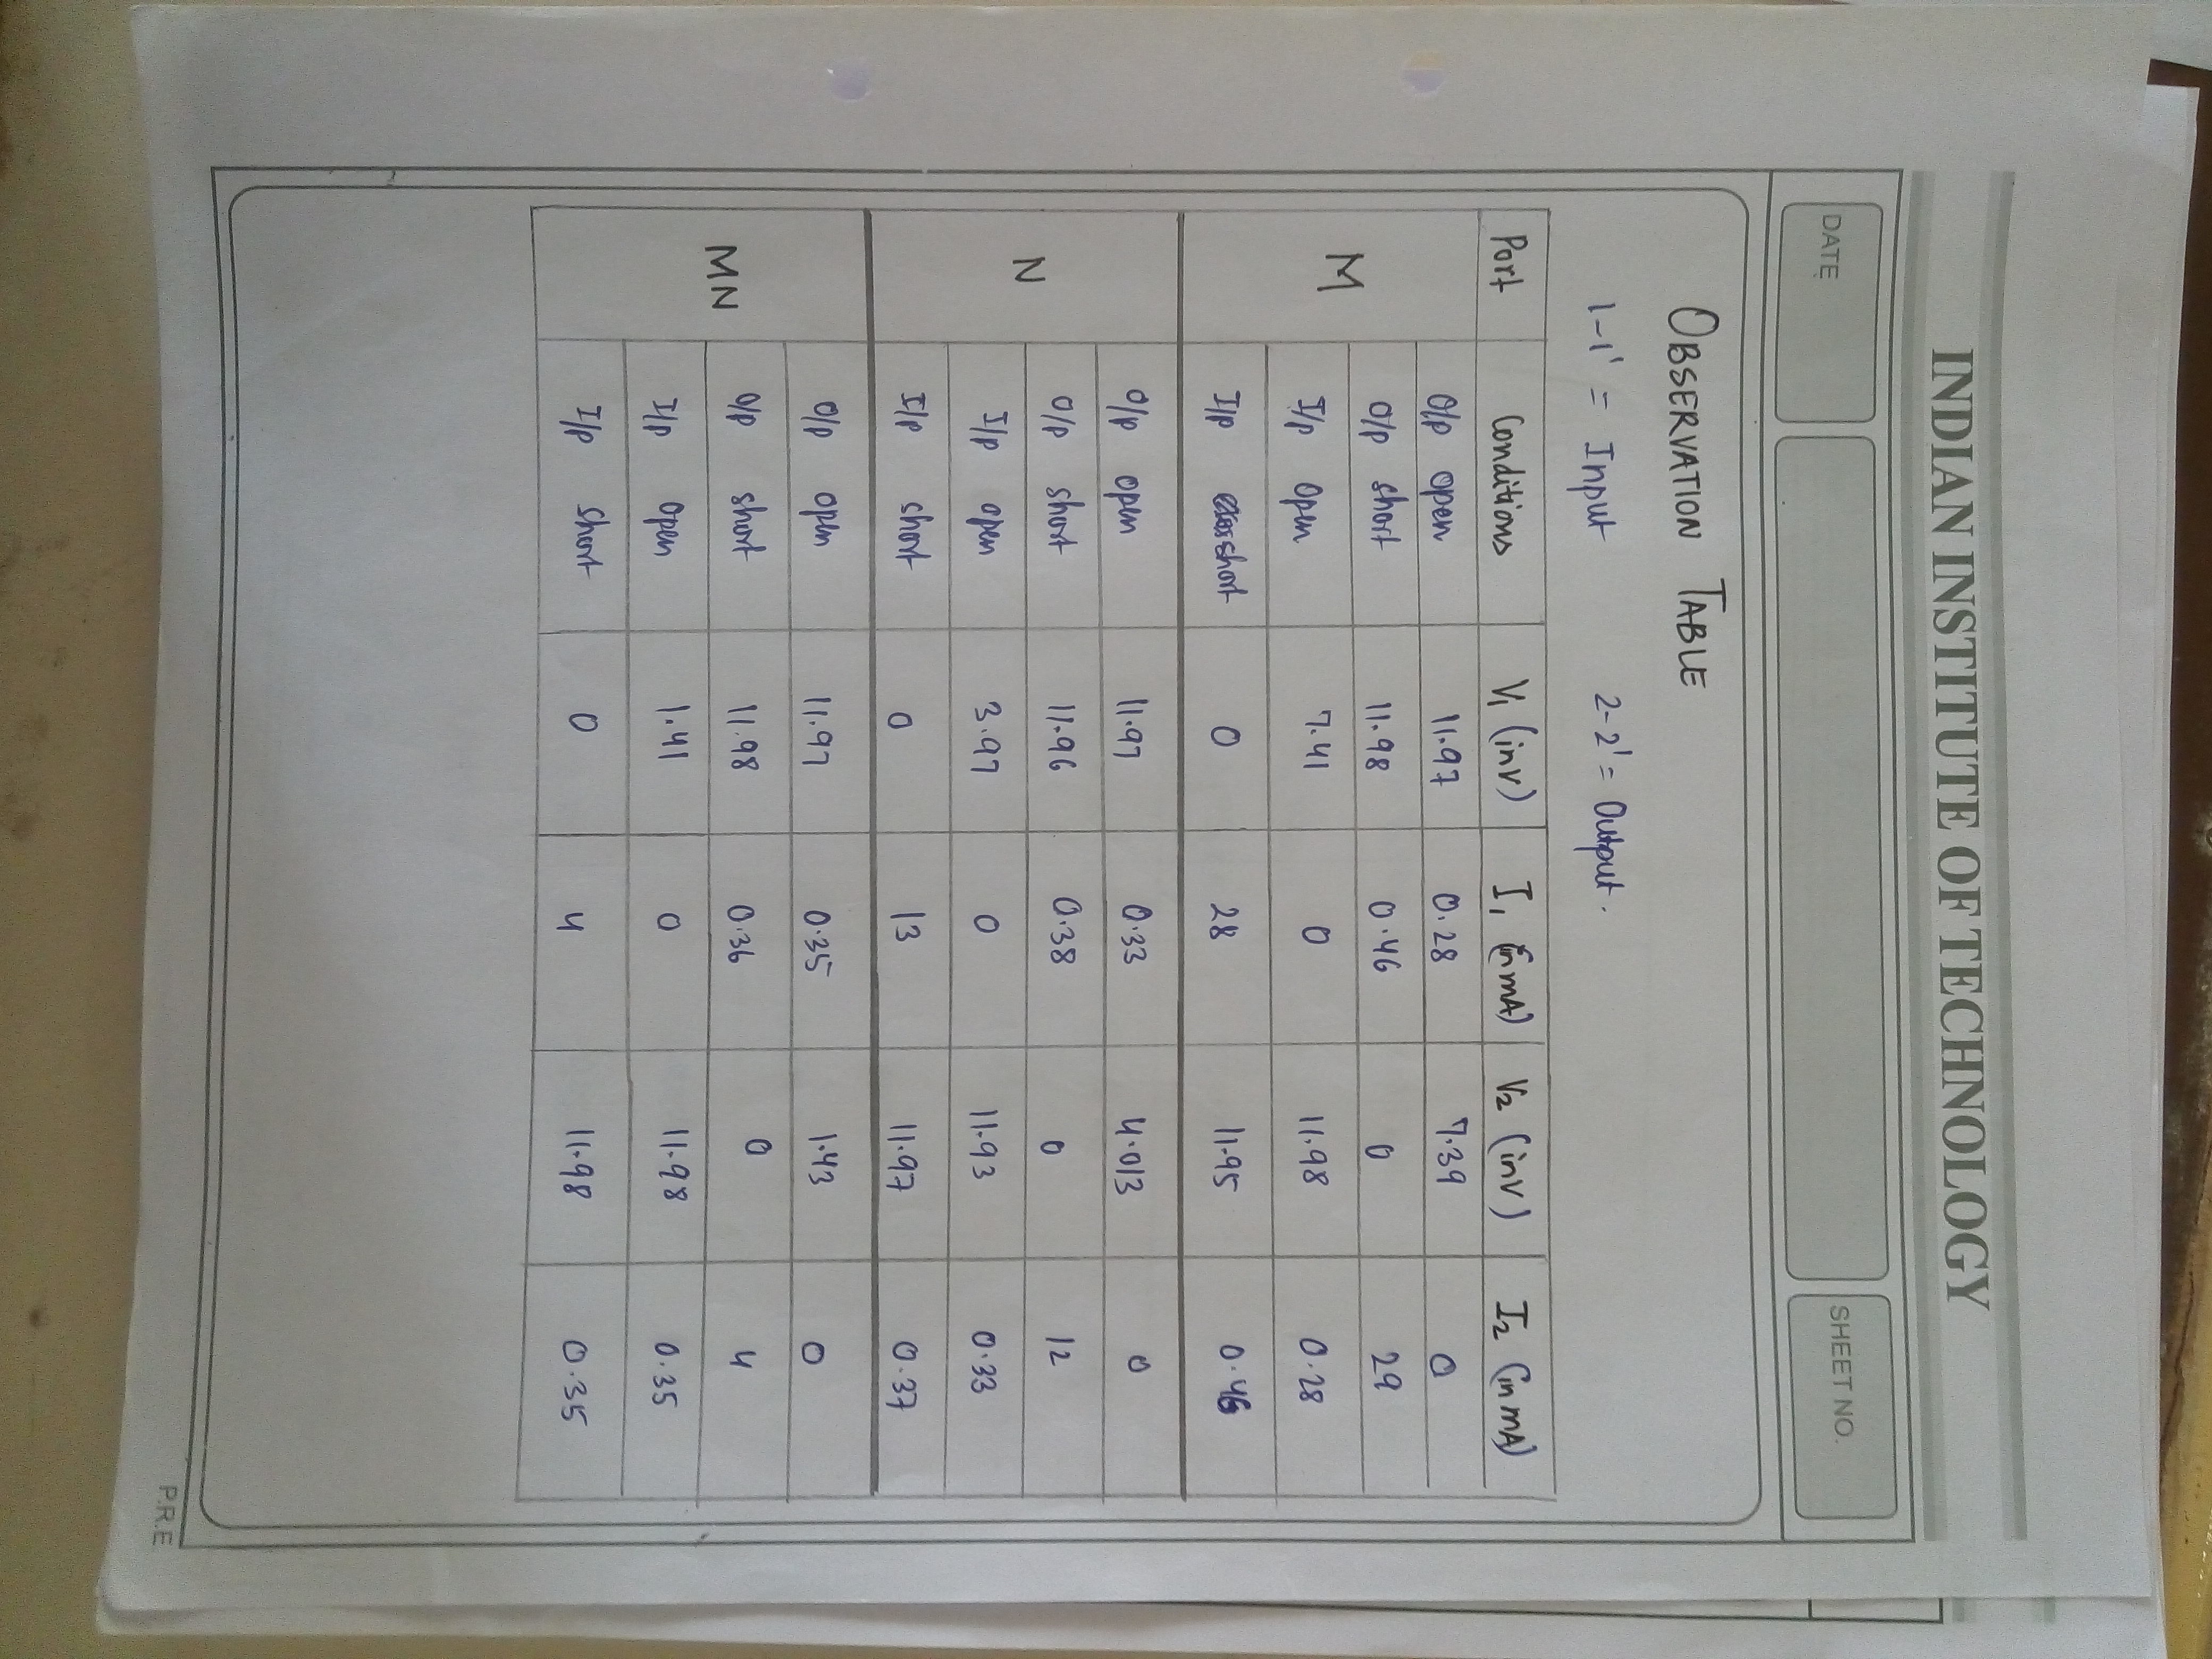 INDIAN INSTITUTE OF TECHNOLOGY
DATE SHEET NO.
OBSERVATION TABLE
1-1' = Input 2-2' = Output.
Port Conditions V1 (in V) I1 (in mA) V2 (in V) I2 (in mA)
M
O/p open 11.97 0.28 7.39 0
O/p short 11.98 0.46 0 29
I/p open 7.41 0 11.98 0.28
I/p short 0 28 11.95 0.46
N
O/p open 11.97 0.33 4.013 0
O/p short 11.96 0.38 0 12
I/p open 3.97 0 11.93 0.33
I/p short 0 13 11.97 0.37
MN
O/p open 11.97 0.35 1.43 0
O/p short 11.98 0.36 0 4
I/p open 1.41 0 11.98 0.35
I/p short 0 4 11.98 0.35
P.R.E